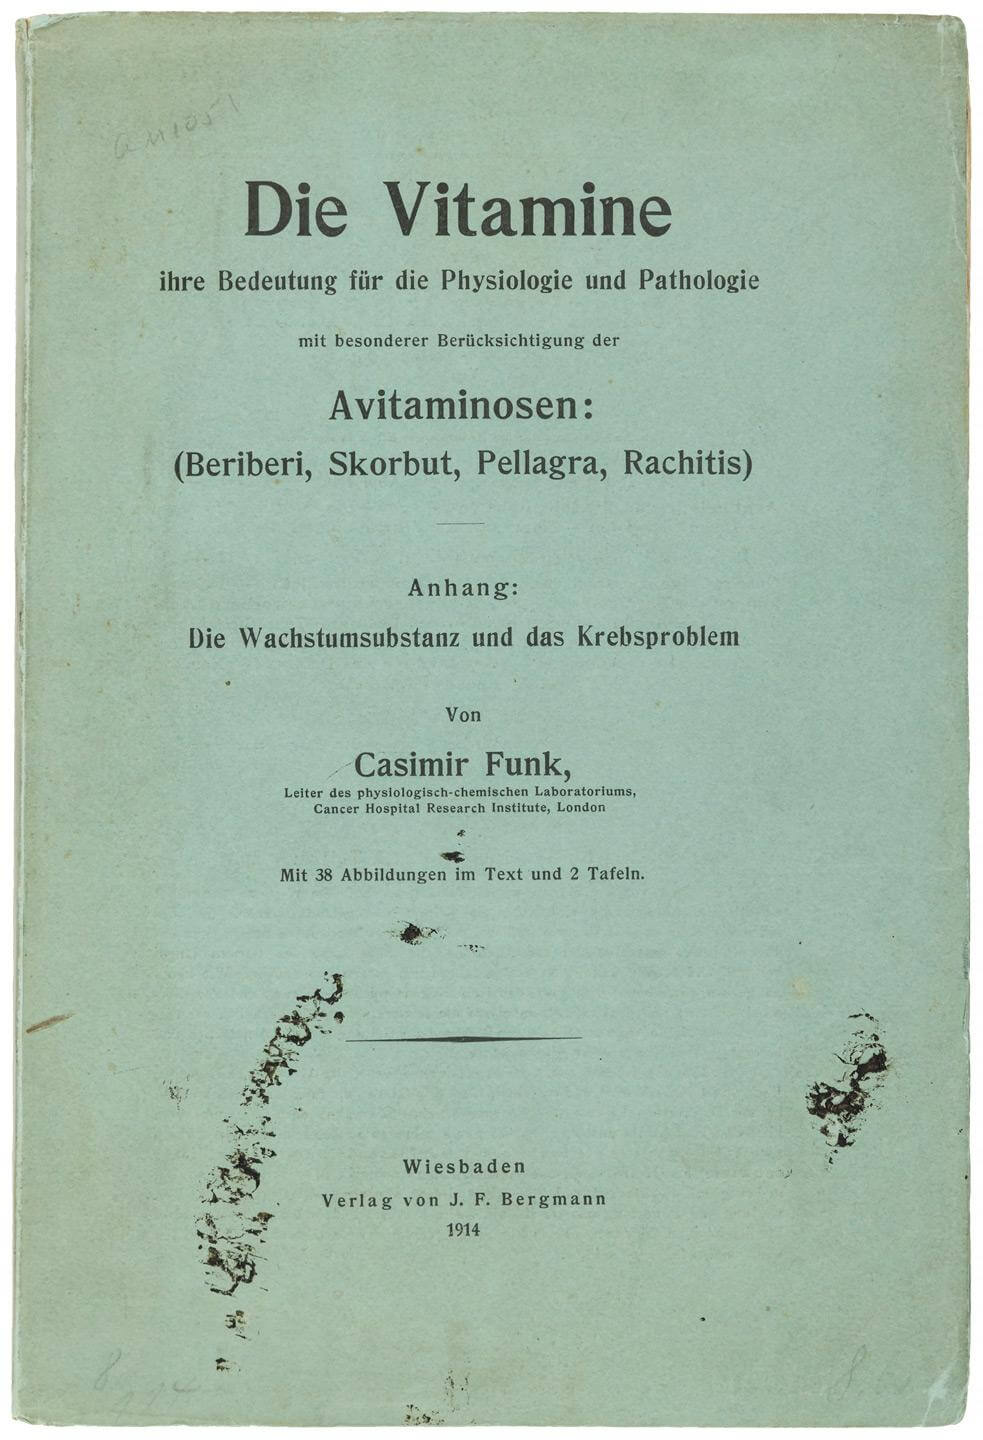 Die Vitamine
ihre Bedeutung für die Physiologie und Pathologie
mit besonderer Berücksichtigung der
Avitaminosen:
(Beriberi, Skorbut, Pellagra, Rachitis)
Anhang:
Die Wachstumsubstanz und das Krebsproblem
Von
Casimir Funk,
Leiter des physiologisch-chemischen Laboratoriums,
Cancer Hospital Research Institute, London
Mit 38 Abbildungen im Text und 2 Tafeln.
Wiesbaden
Verlag von J. F. Bergmann
1914